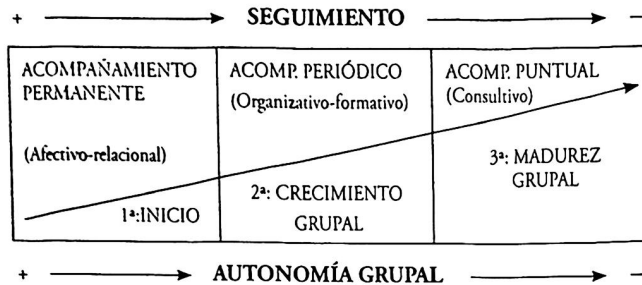 + SEGUIMIENTO –
ACOMPAÑAMIENTO
PERMANENTE
(Afectivo-relacional)
1ª:INICIO
ACOMP. PERIÓDICO
(Organizativo-formativo)
2ª: CRECIMIENTO
GRUPAL
ACOMP. PUNTUAL
(Consultivo)
3ª: MADUREZ
GRUPAL
+ AUTONOMÍA GRUPAL –